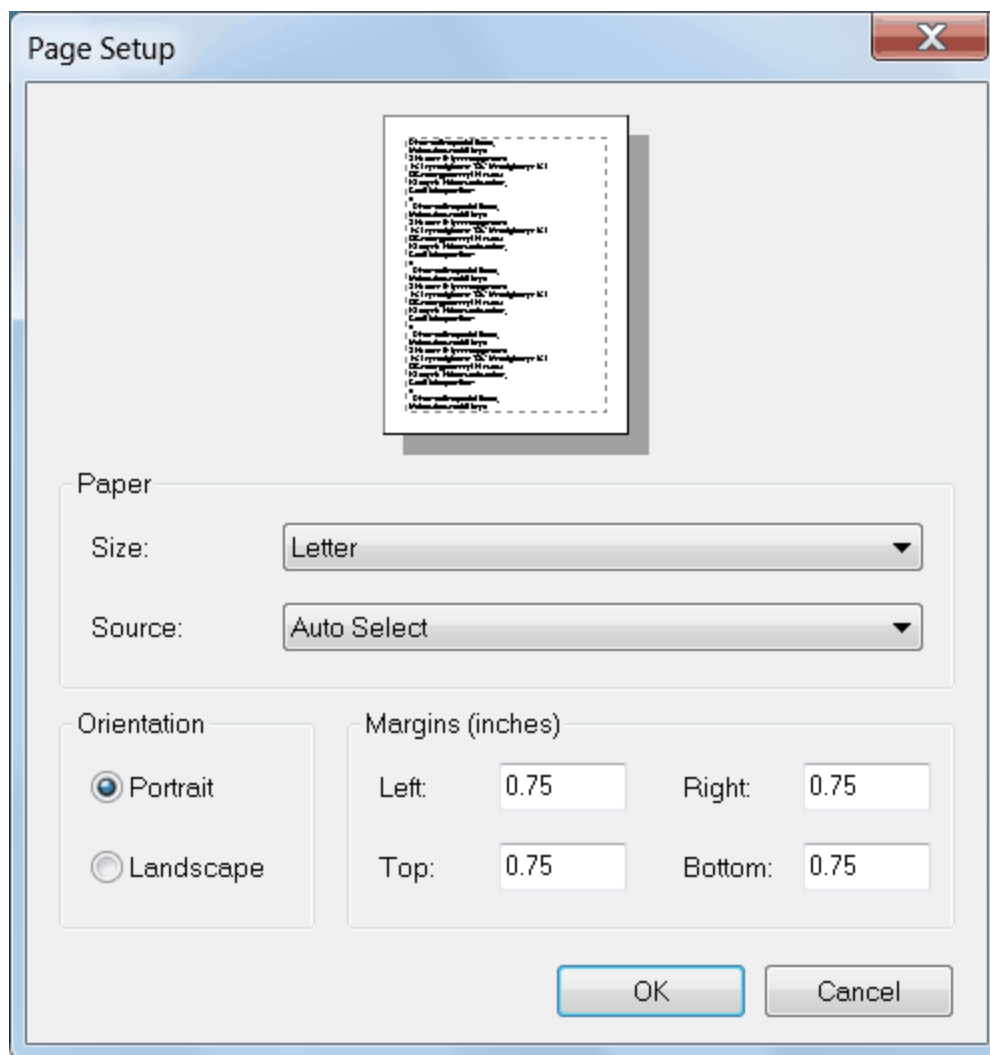 Page Setup
Paper
Size: Letter
Source: Auto Select
Orientation
Portrait
Landscape
Margins (inches)
Left: 0.75 Right: 0.75
Top: 0.75 Bottom: 0.75
OK Cancel